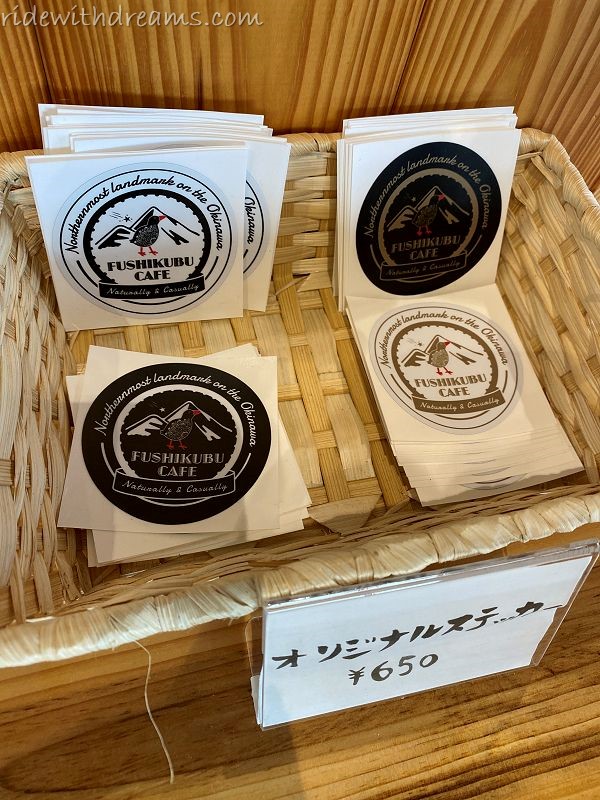 ridewithdreams.com
Northernmost landmark on the Okinawa
FUSHIKUBU
CAFE
Naturally & Casually
Okinawa
Northernmost landmark on the Okinawa
FUSHIKUBU
CAFE
Naturally & Casually
Northernmost landmark on the Okinawa
FUSHIKUBU
CAFE
Naturally & Casually
Northernmost landmark on the Okinawa
FUSHIKUBU
CAFE
Naturally & Casually
オリジナルステッカー
¥650